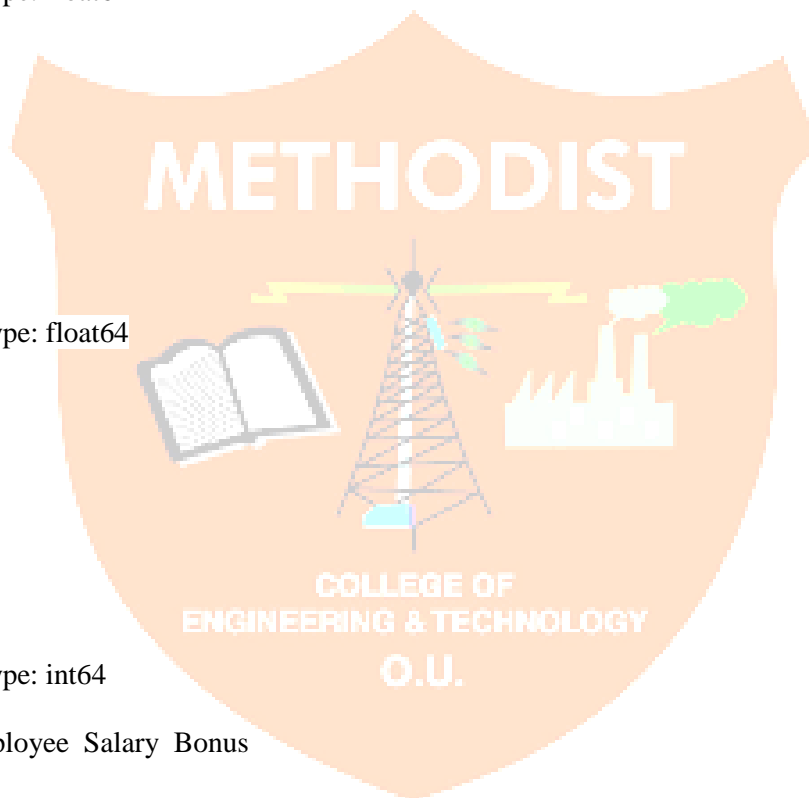 METHODIST
ype: float64
COLLEGE OF
ENGINEERING & TECHNOLOGY
O.U.
ype: int64
ployee Salary Bonus